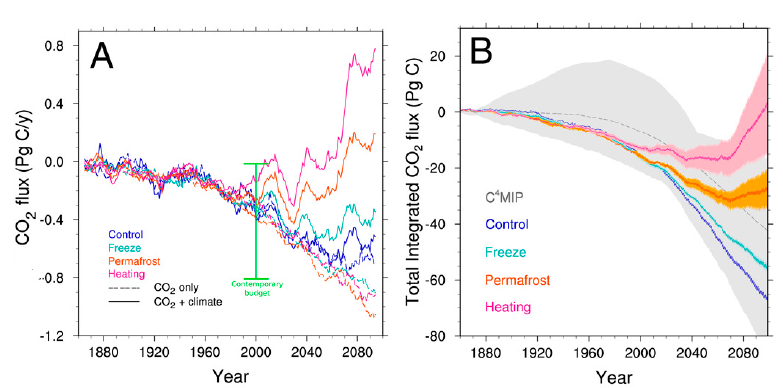 A
CO2 flux (Pg C/y)
0.8
0.4
0.0
-0.4
-0.8
-1.2
Control
Freeze
Permafrost
Heating
CO2 only
CO2 + climate
Contemporary
budget
1880
1920
1960
2000
2040
2080
Year
B
Total Integrated CO2 flux (Pg C)
20
0
-20
-40
-60
-80
C4MIP
Control
Freeze
Permafrost
Heating
1880
1920
1960
2000
2040
2080
Year